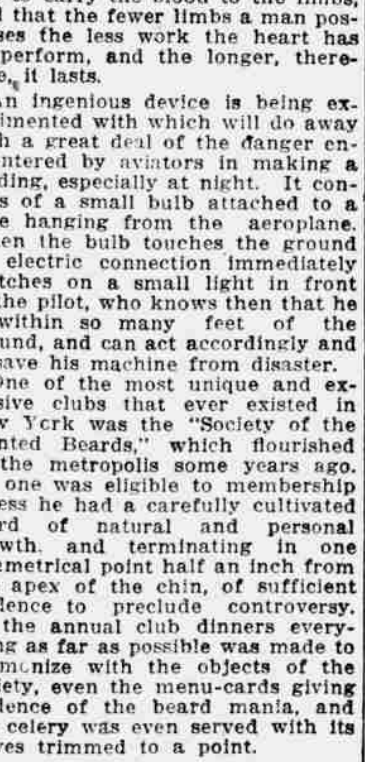 that the fewer limbs a man pos-
ses the less work the heart has
perform, and the longer, there-
it lasts.
n ingenious device is being ex-
imented with which will do away
h a great deal of the danger en-
ntered by aviators in making a
ding, especially at night. It con-
s of a small bulb attached to a
e hanging from the aeroplane.
en the bulb touches the ground
electric connection immediately
tches on a small light in front
the pilot, who knows then that he
within so many feet of the
und, and can act accordingly and
save his machine from disaster.
One of the most unique and ex-
sive clubs that ever existed in
w York was the "Society of the
nted Beards," which flourished
the metropolis some years ago.
one was eligible to membership
ess he had a carefully cultivated
rd of natural and personal
wth, and terminating in one
mmetrical point half an inch from
apex of the chin, of sufficient
dence to preclude controversy.
the annual club dinners every-
ng as far as possible was made to
monize with the objects of the
iety, even the menu-cards giving
dence of the beard mania, and
celery was even served with its
ves trimmed to a point.